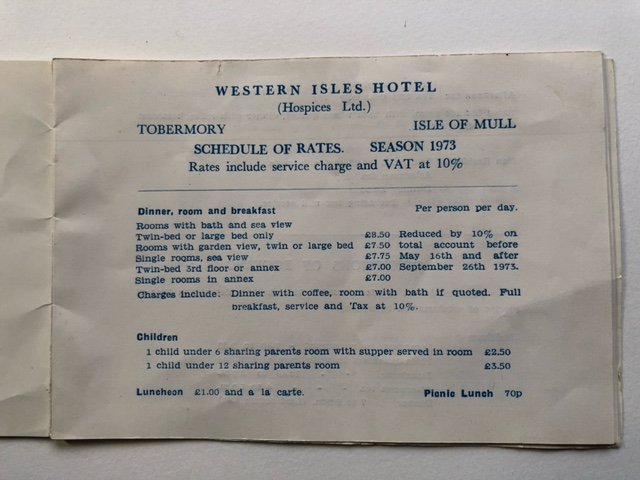 WESTERN ISLES HOTEL
(Hospices Ltd.)
TOBERMORY ISLE OF MULL
SCHEDULE OF RATES. SEASON 1973
Rates include service charge and VAT at 10%
Dinner, room and breakfast Per person per day.
Rooms with bath and sea view
Twin-bed or large bed only £8.50 Reduced by 10% on
Rooms with garden view, twin or large bed £7.50 total account before
Single rooms, sea view £7.75 May 16th and after
Twin-bed 3rd floor or annex £7.00 September 26th 1973.
Single rooms in annex £7.00
Charges include: Dinner with coffee, room with bath if quoted. Full
breakfast, service and Tax at 10%.
Children
1 child under 6 sharing parents room with supper served in room £2.50
1 child under 12 sharing parents room £3.50
Luncheon £1.00 and a la carte. Picnic Lunch 70p